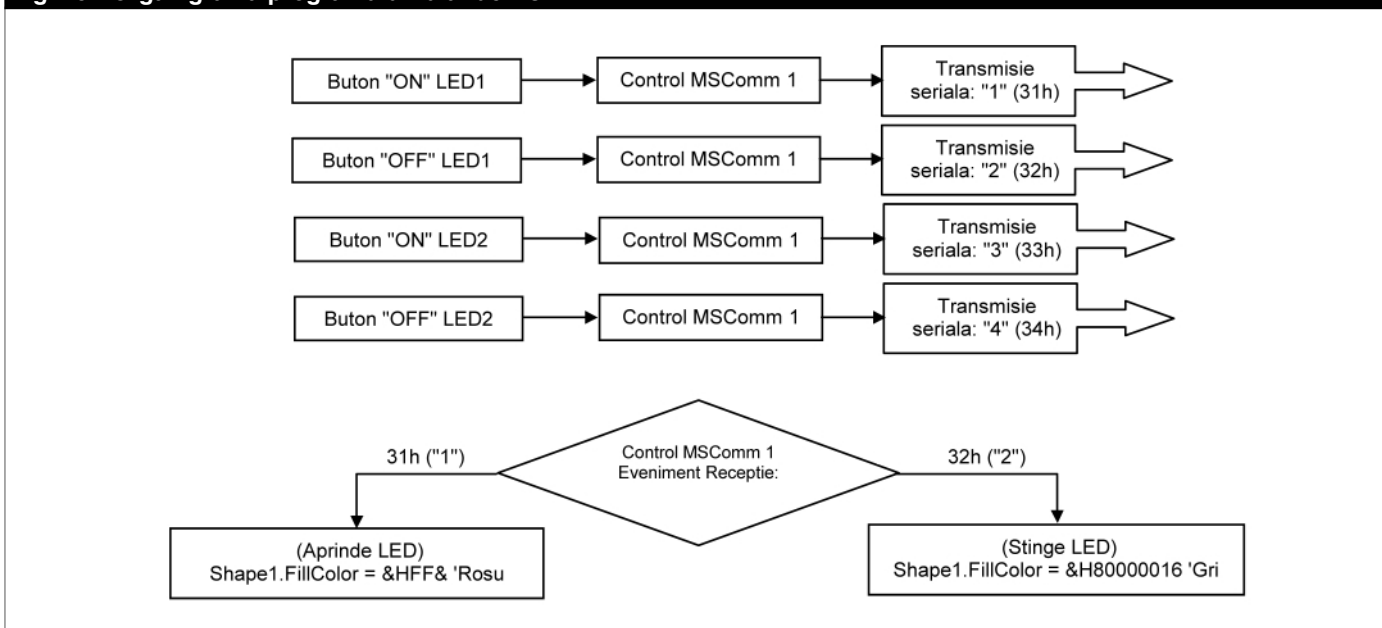 Buton "ON" LED1
Control MSComm 1
Transmisie
seriala: "1" (31h)
Buton "OFF" LED1
Control MSComm 1
Transmisie
seriala: "2" (32h)
Buton "ON" LED2
Control MSComm 1
Transmisie
seriala: "3" (33h)
Buton "OFF" LED2
Control MSComm 1
Transmisie
seriala: "4" (34h)
Control MSComm 1
Eveniment Receptie:
31h ("1")
32h ("2")
(Aprinde LED)
Shape1.FillColor = &HFF& 'Rosu
(Stinge LED)
Shape1.FillColor = &H80000016 'Gri